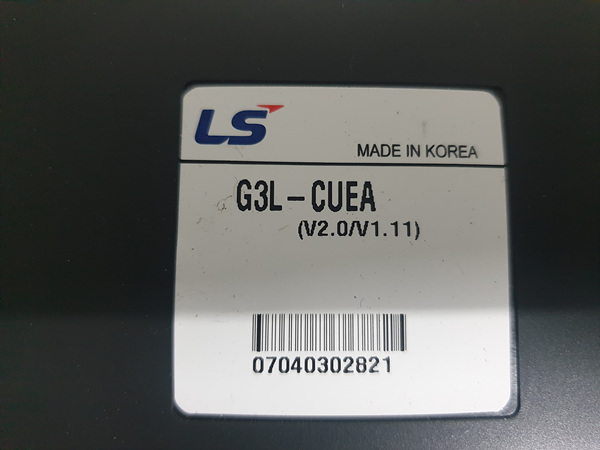 LS
MADE IN KOREA
G3L-CUEA
(V2.0/V1.11)
07040302821